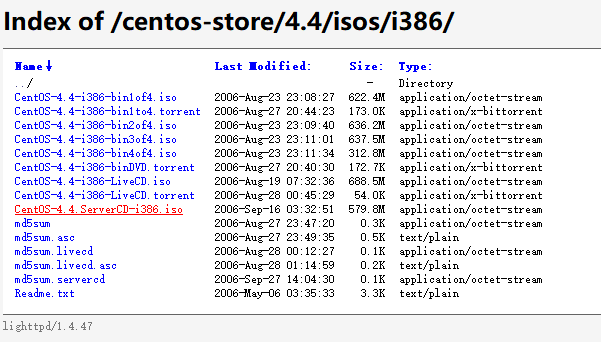 Index of /centos-store/4.4/isos/i386/
Name↓ Last Modified: Size: Type:
../ - Directory
CentOS-4.4-i386-bin1of4.iso 2006-Aug-23 23:08:27 622.4M application/octet-stream
CentOS-4.4-i386-bin1to4.torrent 2006-Aug-27 20:44:23 173.0K application/x-bittorrent
CentOS-4.4-i386-bin2of4.iso 2006-Aug-23 23:09:40 636.2M application/octet-stream
CentOS-4.4-i386-bin3of4.iso 2006-Aug-23 23:11:01 637.5M application/octet-stream
CentOS-4.4-i386-bin4of4.iso 2006-Aug-23 23:11:34 312.8M application/octet-stream
CentOS-4.4-i386-binDVD.torrent 2006-Aug-27 20:40:30 172.7K application/x-bittorrent
CentOS-4.4-i386-LiveCD.iso 2006-Aug-19 07:32:36 688.5M application/octet-stream
CentOS-4.4-i386-LiveCD.torrent 2006-Aug-28 00:45:29 54.0K application/x-bittorrent
CentOS-4.4.ServerCD-i386.iso 2006-Sep-16 03:32:51 579.8M application/octet-stream
md5sum 2006-Aug-27 23:47:20 0.3K application/octet-stream
md5sum.asc 2006-Aug-27 23:49:35 0.5K text/plain
md5sum.livecd 2006-Aug-28 00:12:27 0.1K application/octet-stream
md5sum.livecd.asc 2006-Aug-28 01:14:59 0.2K text/plain
md5sum.servercd 2006-Sep-27 14:04:30 0.1K application/octet-stream
Readme.txt 2006-May-06 03:35:33 3.3K text/plain
lighttpd/1.4.47